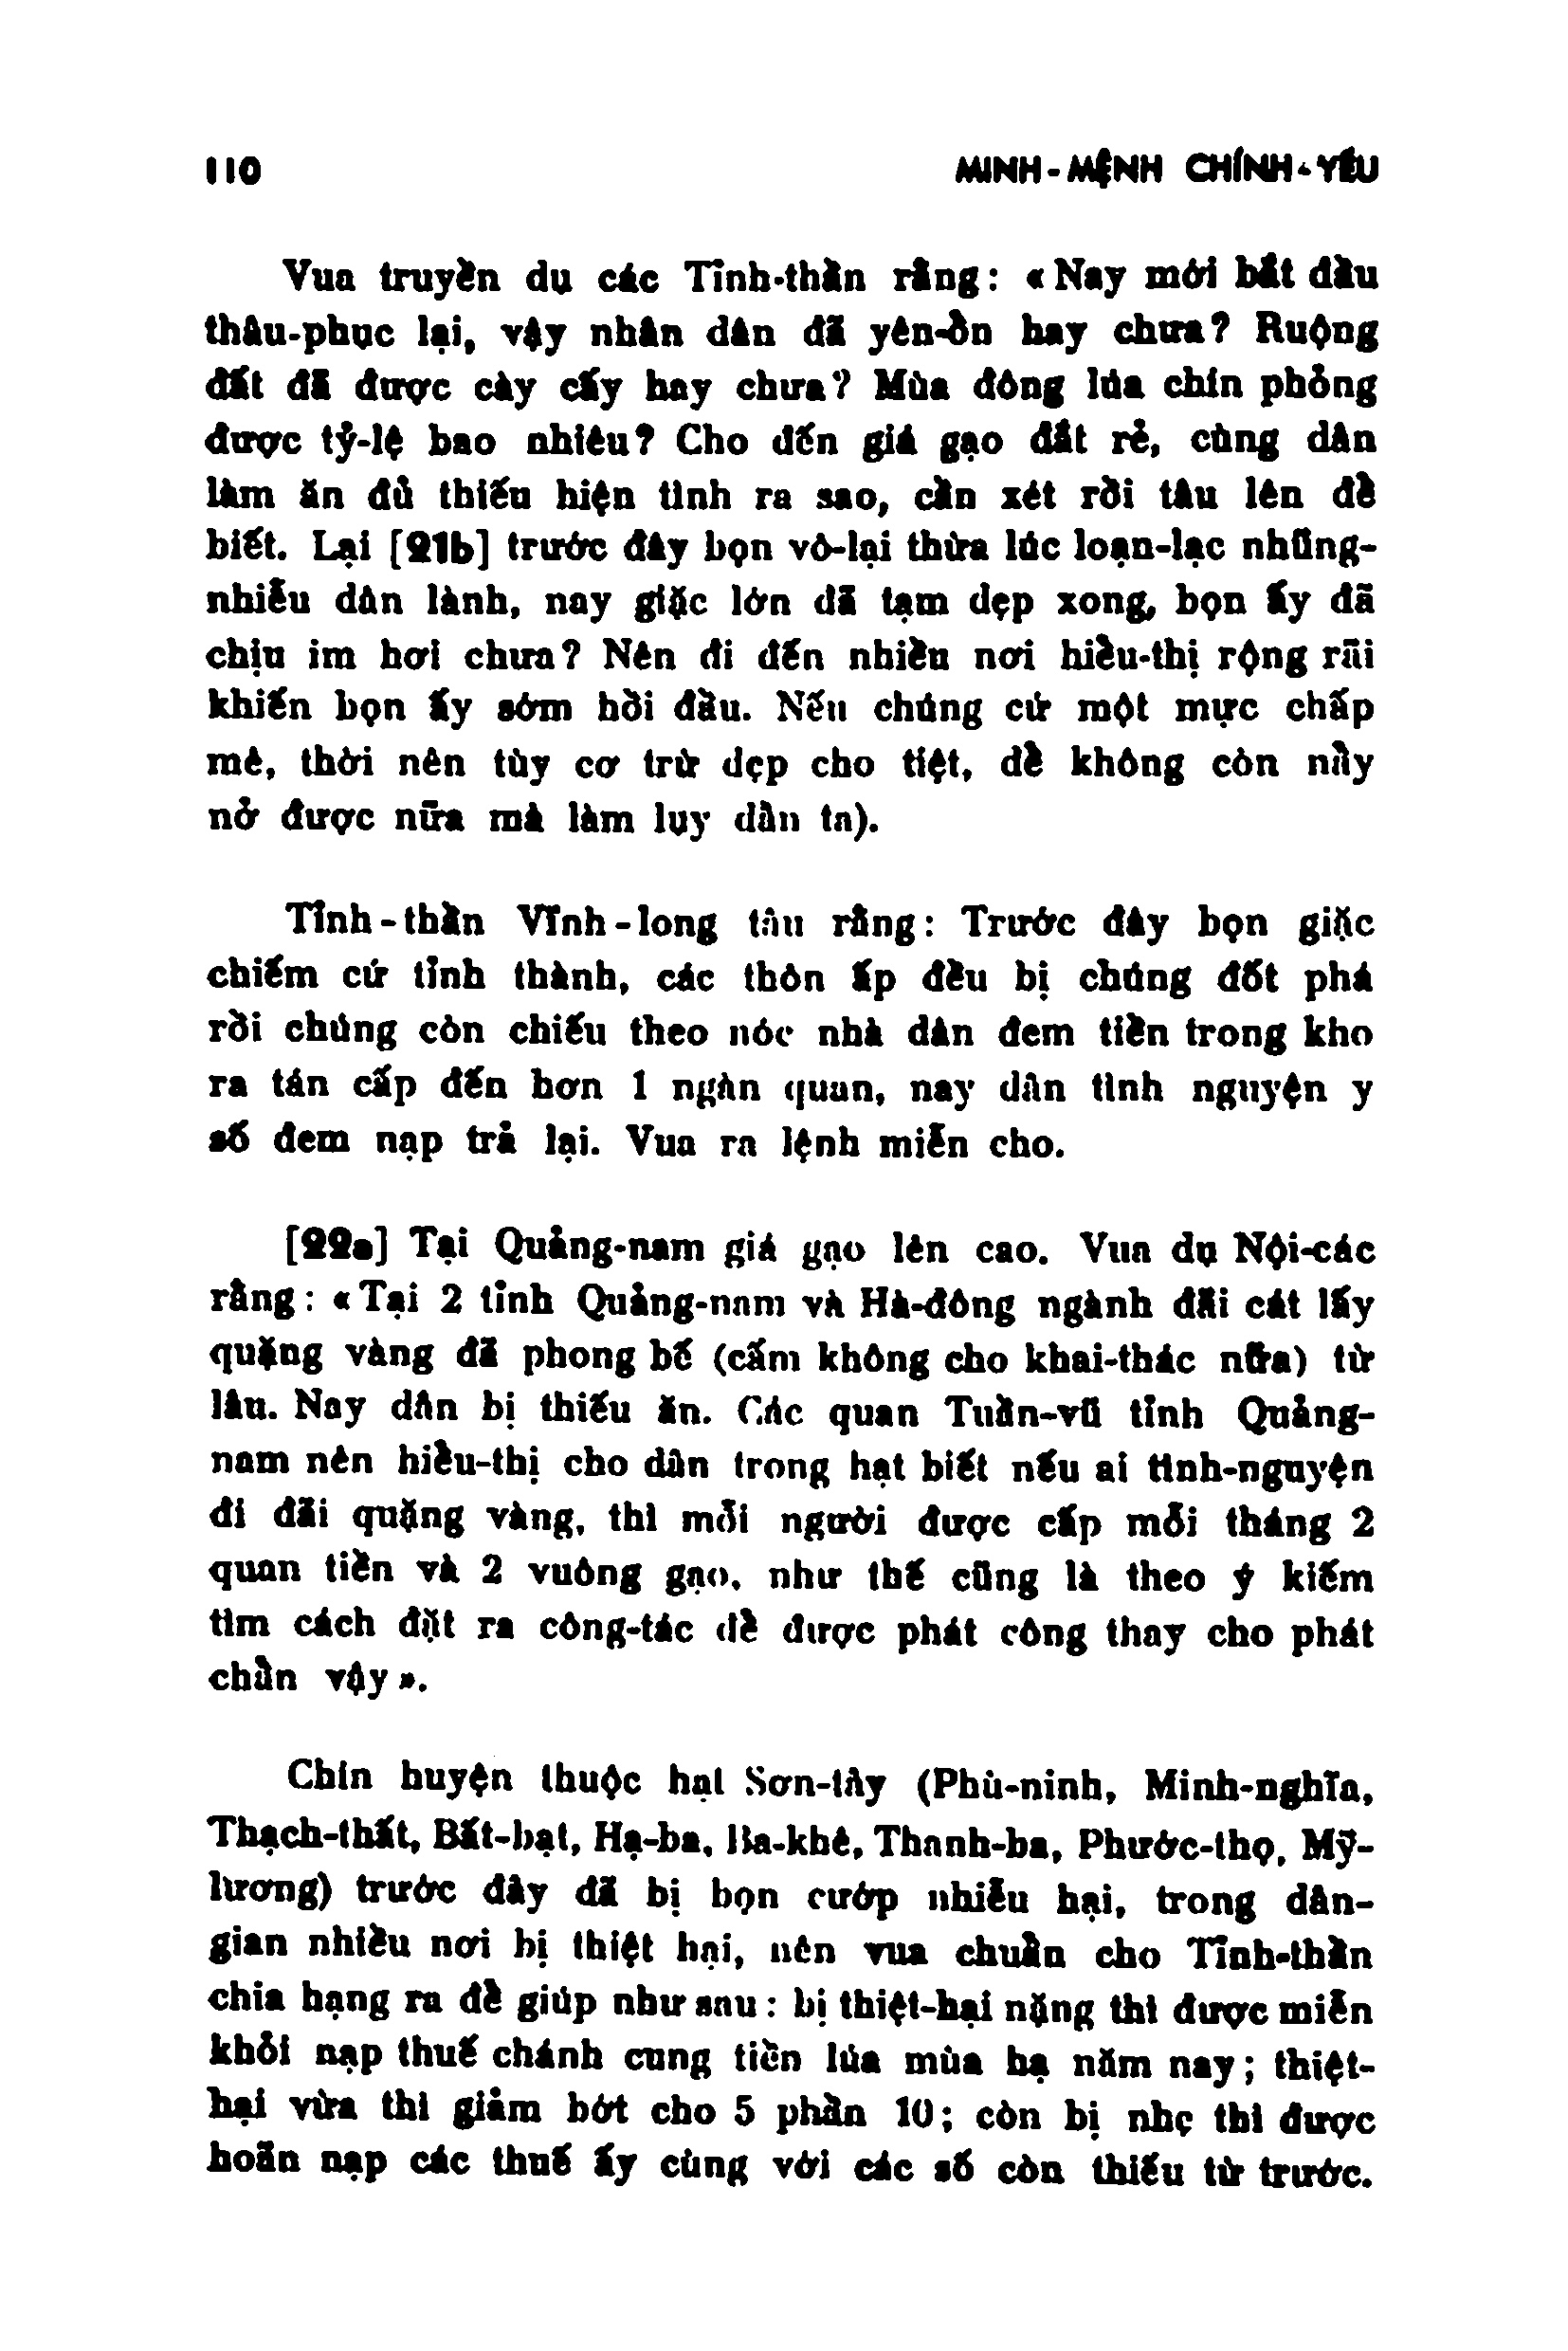 110 MINH-MỆNH CHÍNH-YẾU
Vua truyền dụ các Tỉnh-thần rằng: «Nay mới bắt đầu
thâu-phục lại, vậy nhân dân đã yên-ổn hay chưa? Ruộng
đất đã được cày cấy hay chưa? Mùa đông lúa chín phỏng
được tỷ-lệ bao nhiêu? Cho đến giá gạo đắt rẻ, cùng dân
làm ăn đủ thiếu hiện tình ra sao, cần xét rồi tâu lên để
biết. Lại [21b] trước đây bọn vô-lại thừa lúc loạn-lạc nhũng-
nhiễu dân lành, nay giặc lớn đã tạm dẹp xong, bọn ấy đã
chịu im hơi chưa? Nên đi đến nhiều nơi hiểu-thị rộng rãi
khiến bọn ấy sớm hồi đầu. Nếu chúng cứ một mực chấp
mê, thời nên tùy cơ trừ dẹp cho tiệt, để không còn nảy
nở được nữa mà làm lụy dân ta).
Tỉnh-thần Vĩnh-long tâu rằng: Trước đây bọn giặc
chiếm cứ tỉnh thành, các thôn ấp đều bị chúng đốt phá
rồi chúng còn chiếu theo nóc nhà dân đem tiền trong kho
ra tán cấp đến hơn 1 ngàn quan, nay dân tình nguyện y
số đem nạp trả lại. Vua ra lệnh miễn cho.
[22a] Tại Quảng-nam giá gạo lên cao. Vua dụ Nội-các
rằng: «Tại 2 tỉnh Quảng-nam và Hà-đông ngành đãi cát lấy
quặng vàng đã phong bế (cấm không cho khai-thác nữa) từ
lâu. Nay dân bị thiếu ăn. Các quan Tuần-vũ tỉnh Quảng-
nam nên hiểu-thị cho dân trong hạt biết nếu ai tình-nguyện
đi đãi quặng vàng, thì mỗi người được cấp mỗi tháng 2
quan tiền và 2 vuông gạo, như thế cũng là theo ý kiếm
tìm cách đặt ra công-tác để được phát công thay cho phát
chẩn vậy».
Chín huyện thuộc hạt Sơn-tây (Phù-ninh, Minh-nghĩa,
Thạch-thất, Bất-bạt, Hạ-ba, Ba-khê, Thanh-ba, Phước-thọ, Mỹ-
lương) trước đây đã bị bọn cướp nhiễu hại, trong dân-
gian nhiều nơi bị thiệt hại, nên vua chuẩn cho Tỉnh-thần
chia hạng ra để giúp như sau: bị thiệt-hại nặng thì được miễn
khỏi nạp thuế chánh cung tiền lúa mùa hạ năm nay; thiệt-
hại vừa thì giảm bớt cho 5 phần 10; còn bị nhẹ thì được
hoãn nạp các thuế ấy cùng với các số còn thiếu từ trước.